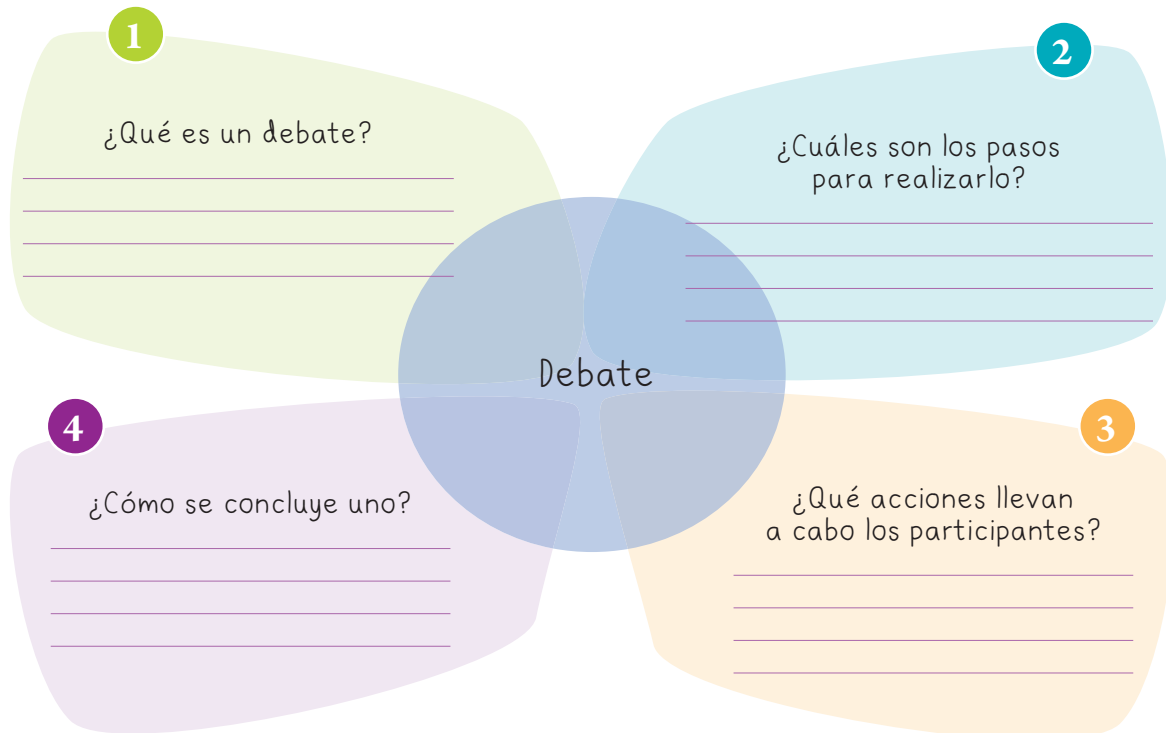 1
¿Qué es un debate?
2
¿Cuáles son los pasos
para realizarlo?
Debate
4
¿Cómo se concluye uno?
3
¿Qué acciones llevan
a cabo los participantes?